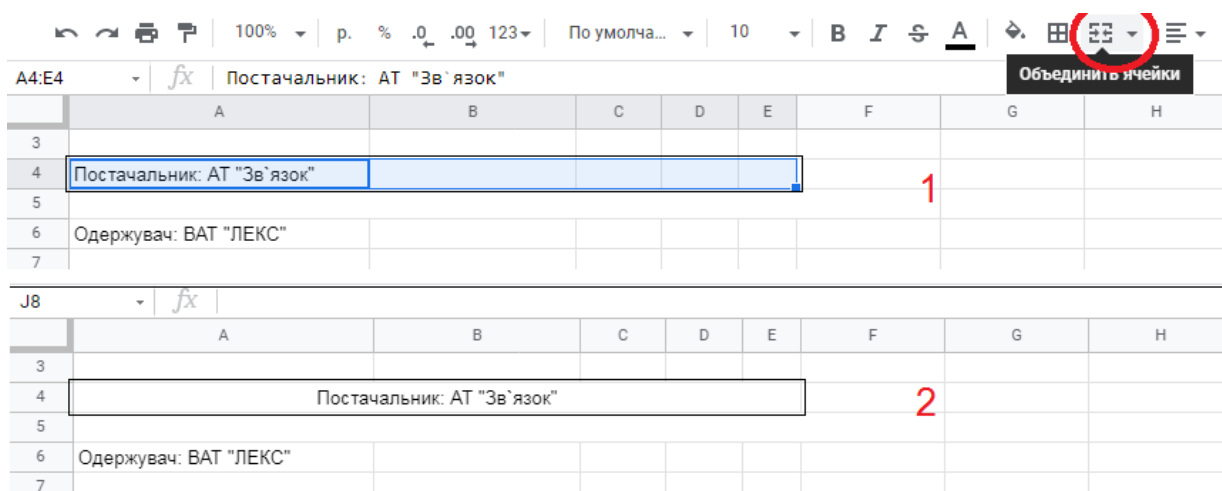 100% р. % .0 .00 123 По умолча... 10 B I S A
A4:E4 fx Постачальник: АТ "Зв`язок" Объединить ячейки
A B C D E F G H
3
4 Постачальник: АТ "Зв`язок" 1
5
6 Одержувач: ВАТ "ЛЕКС"
7
J8 fx
A B C D E F G H
3
4 Постачальник: АТ "Зв`язок" 2
5
6 Одержувач: ВАТ "ЛЕКС"
7